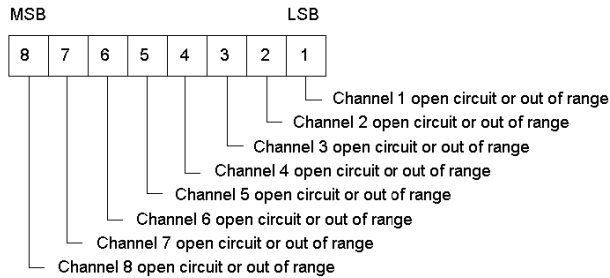 MSB LSB
8 7 6 5 4 3 2 1
Channel 1 open circuit or out of range
Channel 2 open circuit or out of range
Channel 3 open circuit or out of range
Channel 4 open circuit or out of range
Channel 5 open circuit or out of range
Channel 6 open circuit or out of range
Channel 7 open circuit or out of range
Channel 8 open circuit or out of range